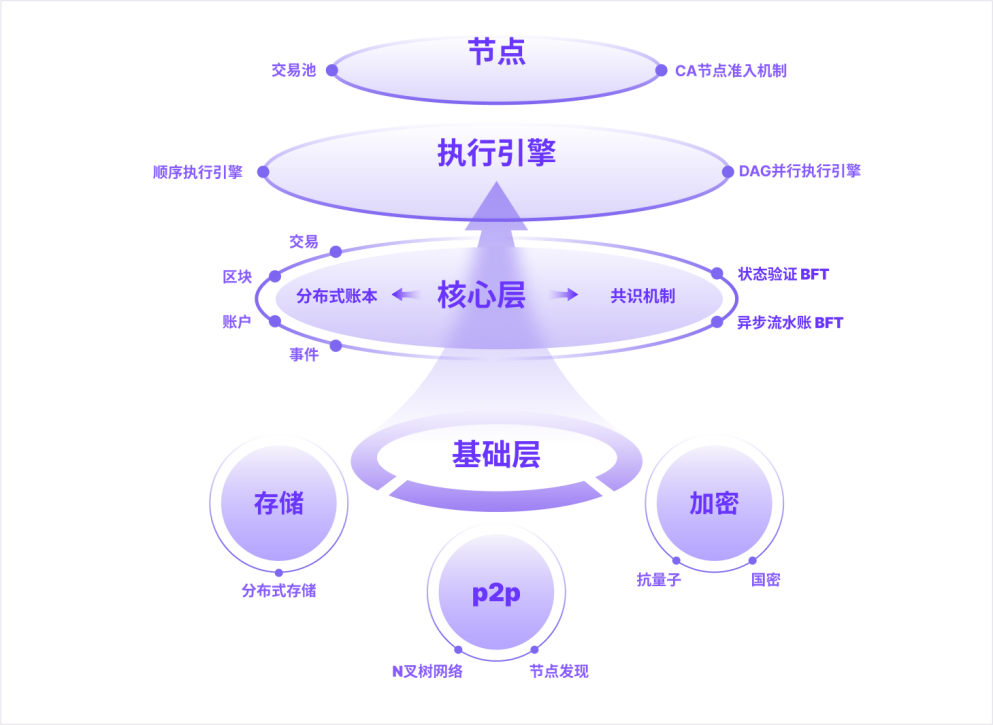 节点
交易池
CA节点准入机制
执行引擎
顺序执行引擎
DAG并行执行引擎
交易
区块
账户
事件
分布式账本
核心层
共识机制
状态验证 BFT
异步流水账 BFT
基础层
存储
分布式存储
加密
抗量子
国密
p2p
N叉树网络
节点发现